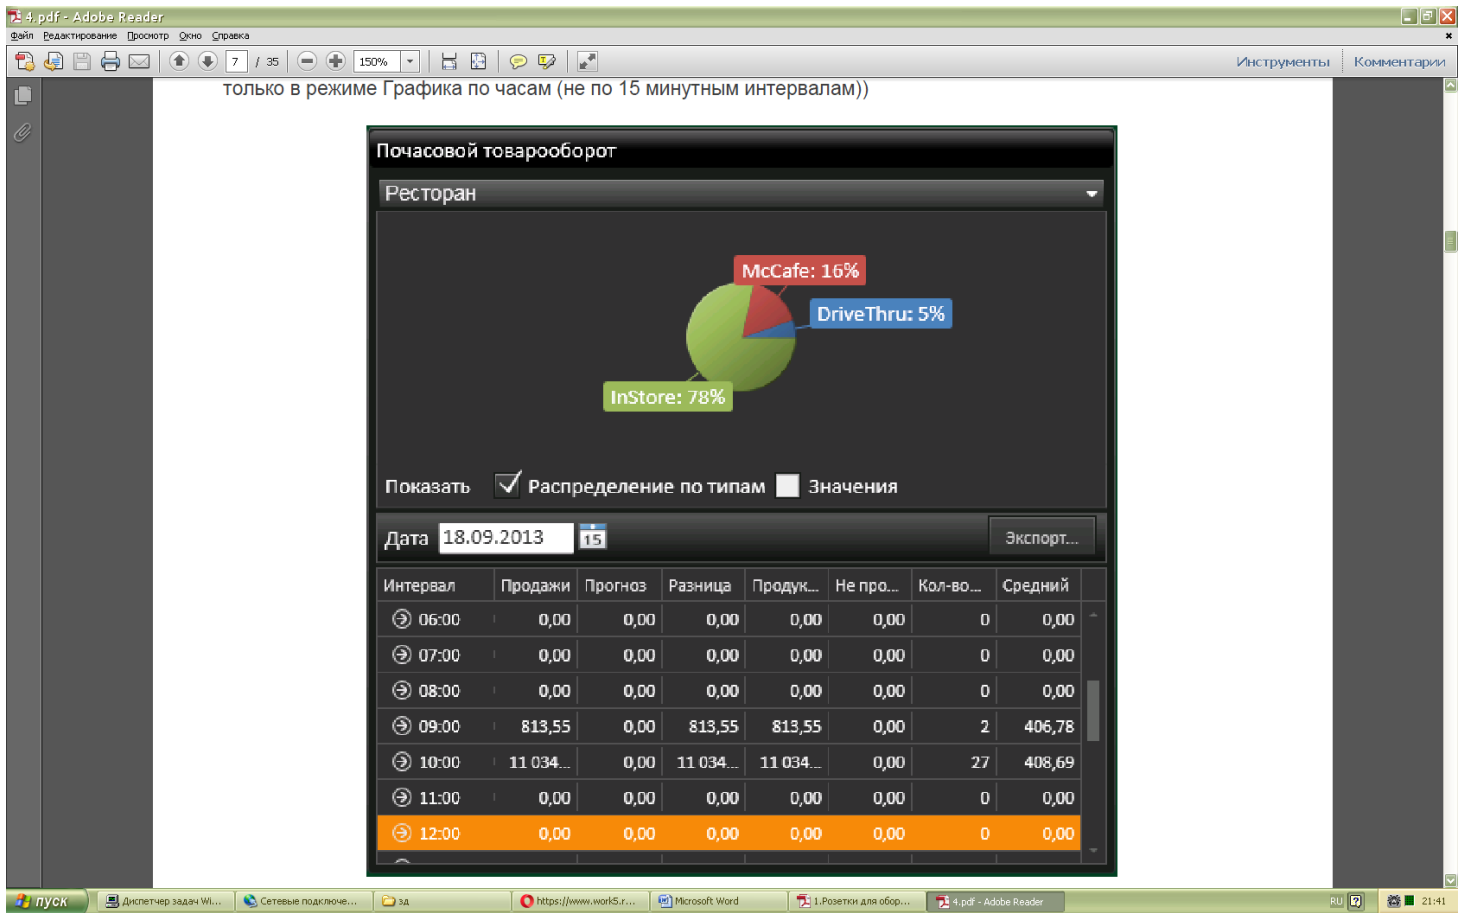 4.pdf - Adobe Reader
Файл Редактирование Просмотр Окно Справка
7 / 35 150% Инструменты Комментарии
только в режиме Графика по часам (не по 15 минутным интервалам))
Почасовой товарооборот
Ресторан
McCafe: 16%
DriveThru: 5%
InStore: 78%
Показать Распределение по типам Значения
Дата 18.09.2013 15 Экспорт...
Интервал Продажи Прогноз Разница Продук... Не про... Кол-во... Средний
06:00 0,00 0,00 0,00 0,00 0,00 0 0,00
07:00 0,00 0,00 0,00 0,00 0,00 0 0,00
08:00 0,00 0,00 0,00 0,00 0,00 0 0,00
09:00 813,55 0,00 813,55 813,55 0,00 2 406,78
10:00 11 034... 0,00 11 034... 11 034... 0,00 27 408,69
11:00 0,00 0,00 0,00 0,00 0,00 0 0,00
12:00 0,00 0,00 0,00 0,00 0,00 0 0,00
пуск Диспетчер задач Wi... Сетевые подключе... зд https://www.work5.r... Microsoft Word 1.Розетки для обор... 4.pdf - Adobe Reader RU 21:41